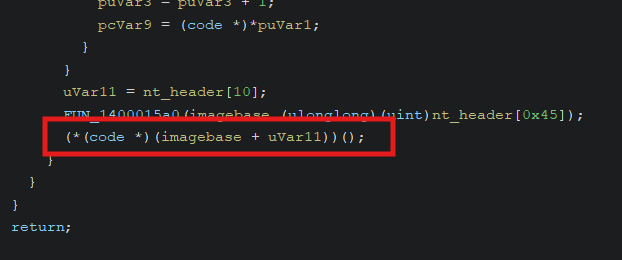 puVar3 = puVar3 + 1;
pcVar9 = (code *)*puVar1;
}
}
uVar11 = nt_header[10];
FUN_1400015a0(imagebase,(ulonglong)(uint)nt_header[0x45]);
(*(code *)(imagebase + uVar11))();
}
}
}
return;